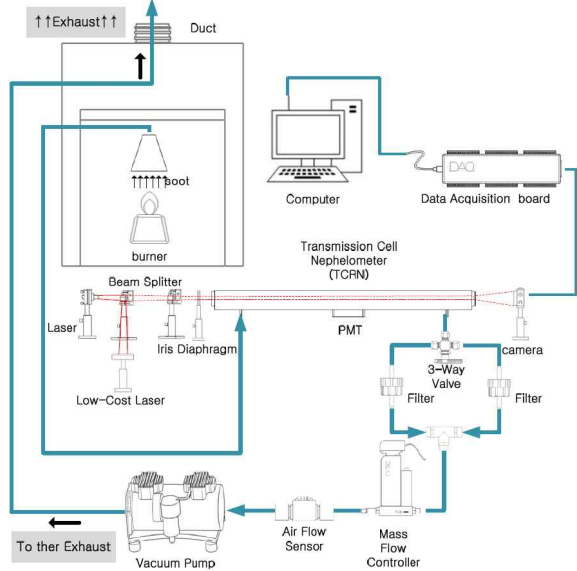 ↑↑Exhaust↑↑
Duct
soot
burner
Computer
DAQ
Data Acquisition board
Transmission Cell
Nephelometer
(TCRN)
Beam Splitter
Laser
Iris Diaphragm
PMT
camera
3-Way
Valve
Low-Cost Laser
Filter
Filter
To ther Exhaust
Vacuum Pump
Air Flow
Sensor
Mass
Flow
Controller